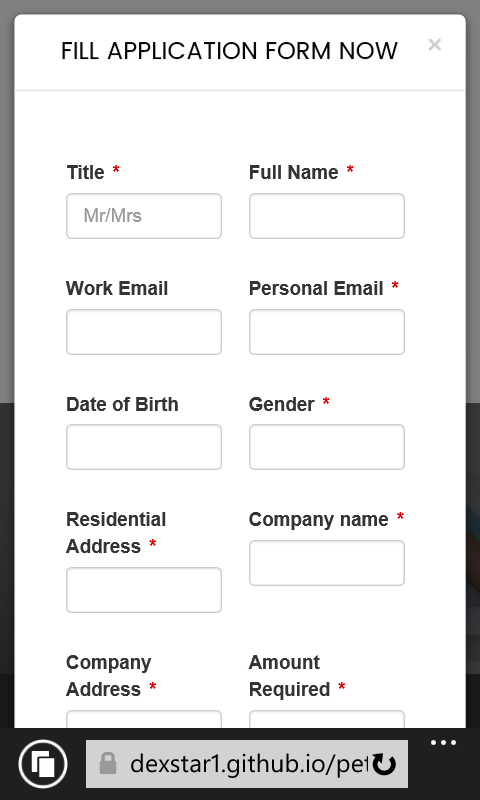 FILL APPLICATION FORM NOW ×
Title * Full Name *
Mr/Mrs
Work Email Personal Email *
Date of Birth Gender *
Residential
Address *
Company name *
Company
Address *
Amount
Required *
dexstar1.github.io/pet